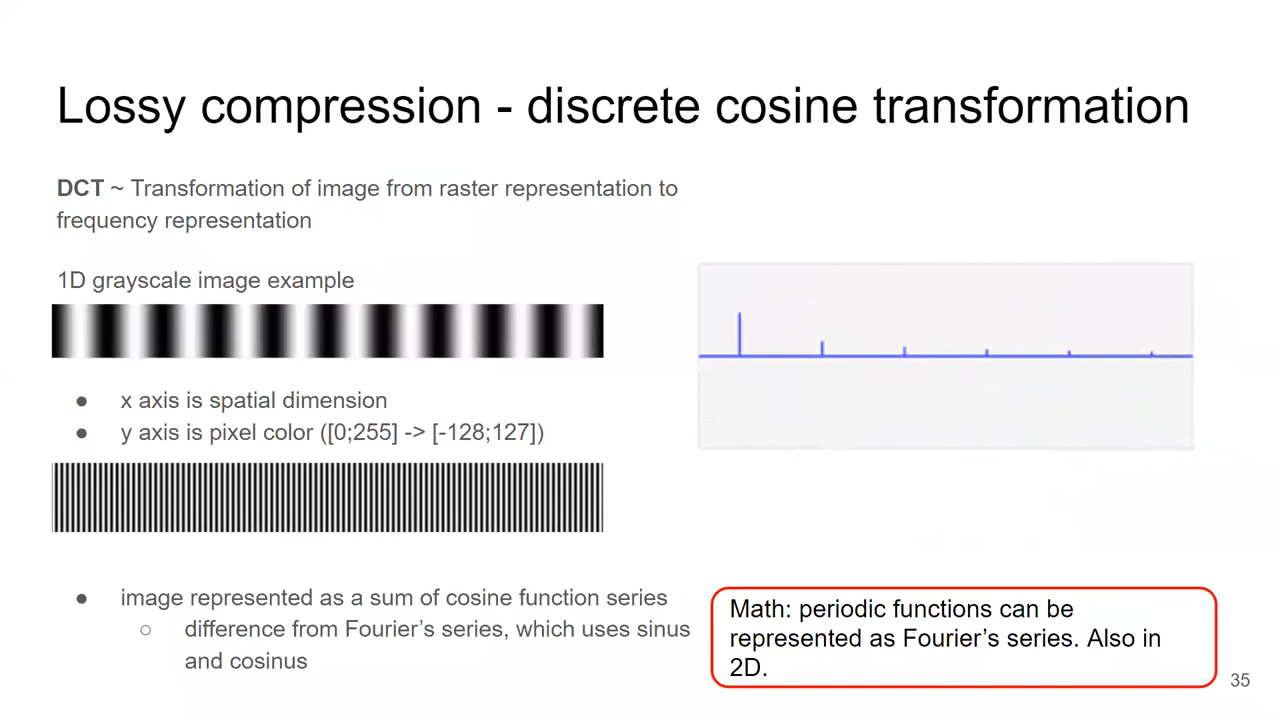 Lossy compression - discrete cosine transformation
DCT ~ Transformation of image from raster representation to
frequency representation
1D grayscale image example
● x axis is spatial dimension
● y axis is pixel color ([0;255] -> [-128;127])
● image represented as a sum of cosine function series
○ difference from Fourier’s series, which uses sinus
and cosinus
Math: periodic functions can be
represented as Fourier’s series. Also in
2D.
35